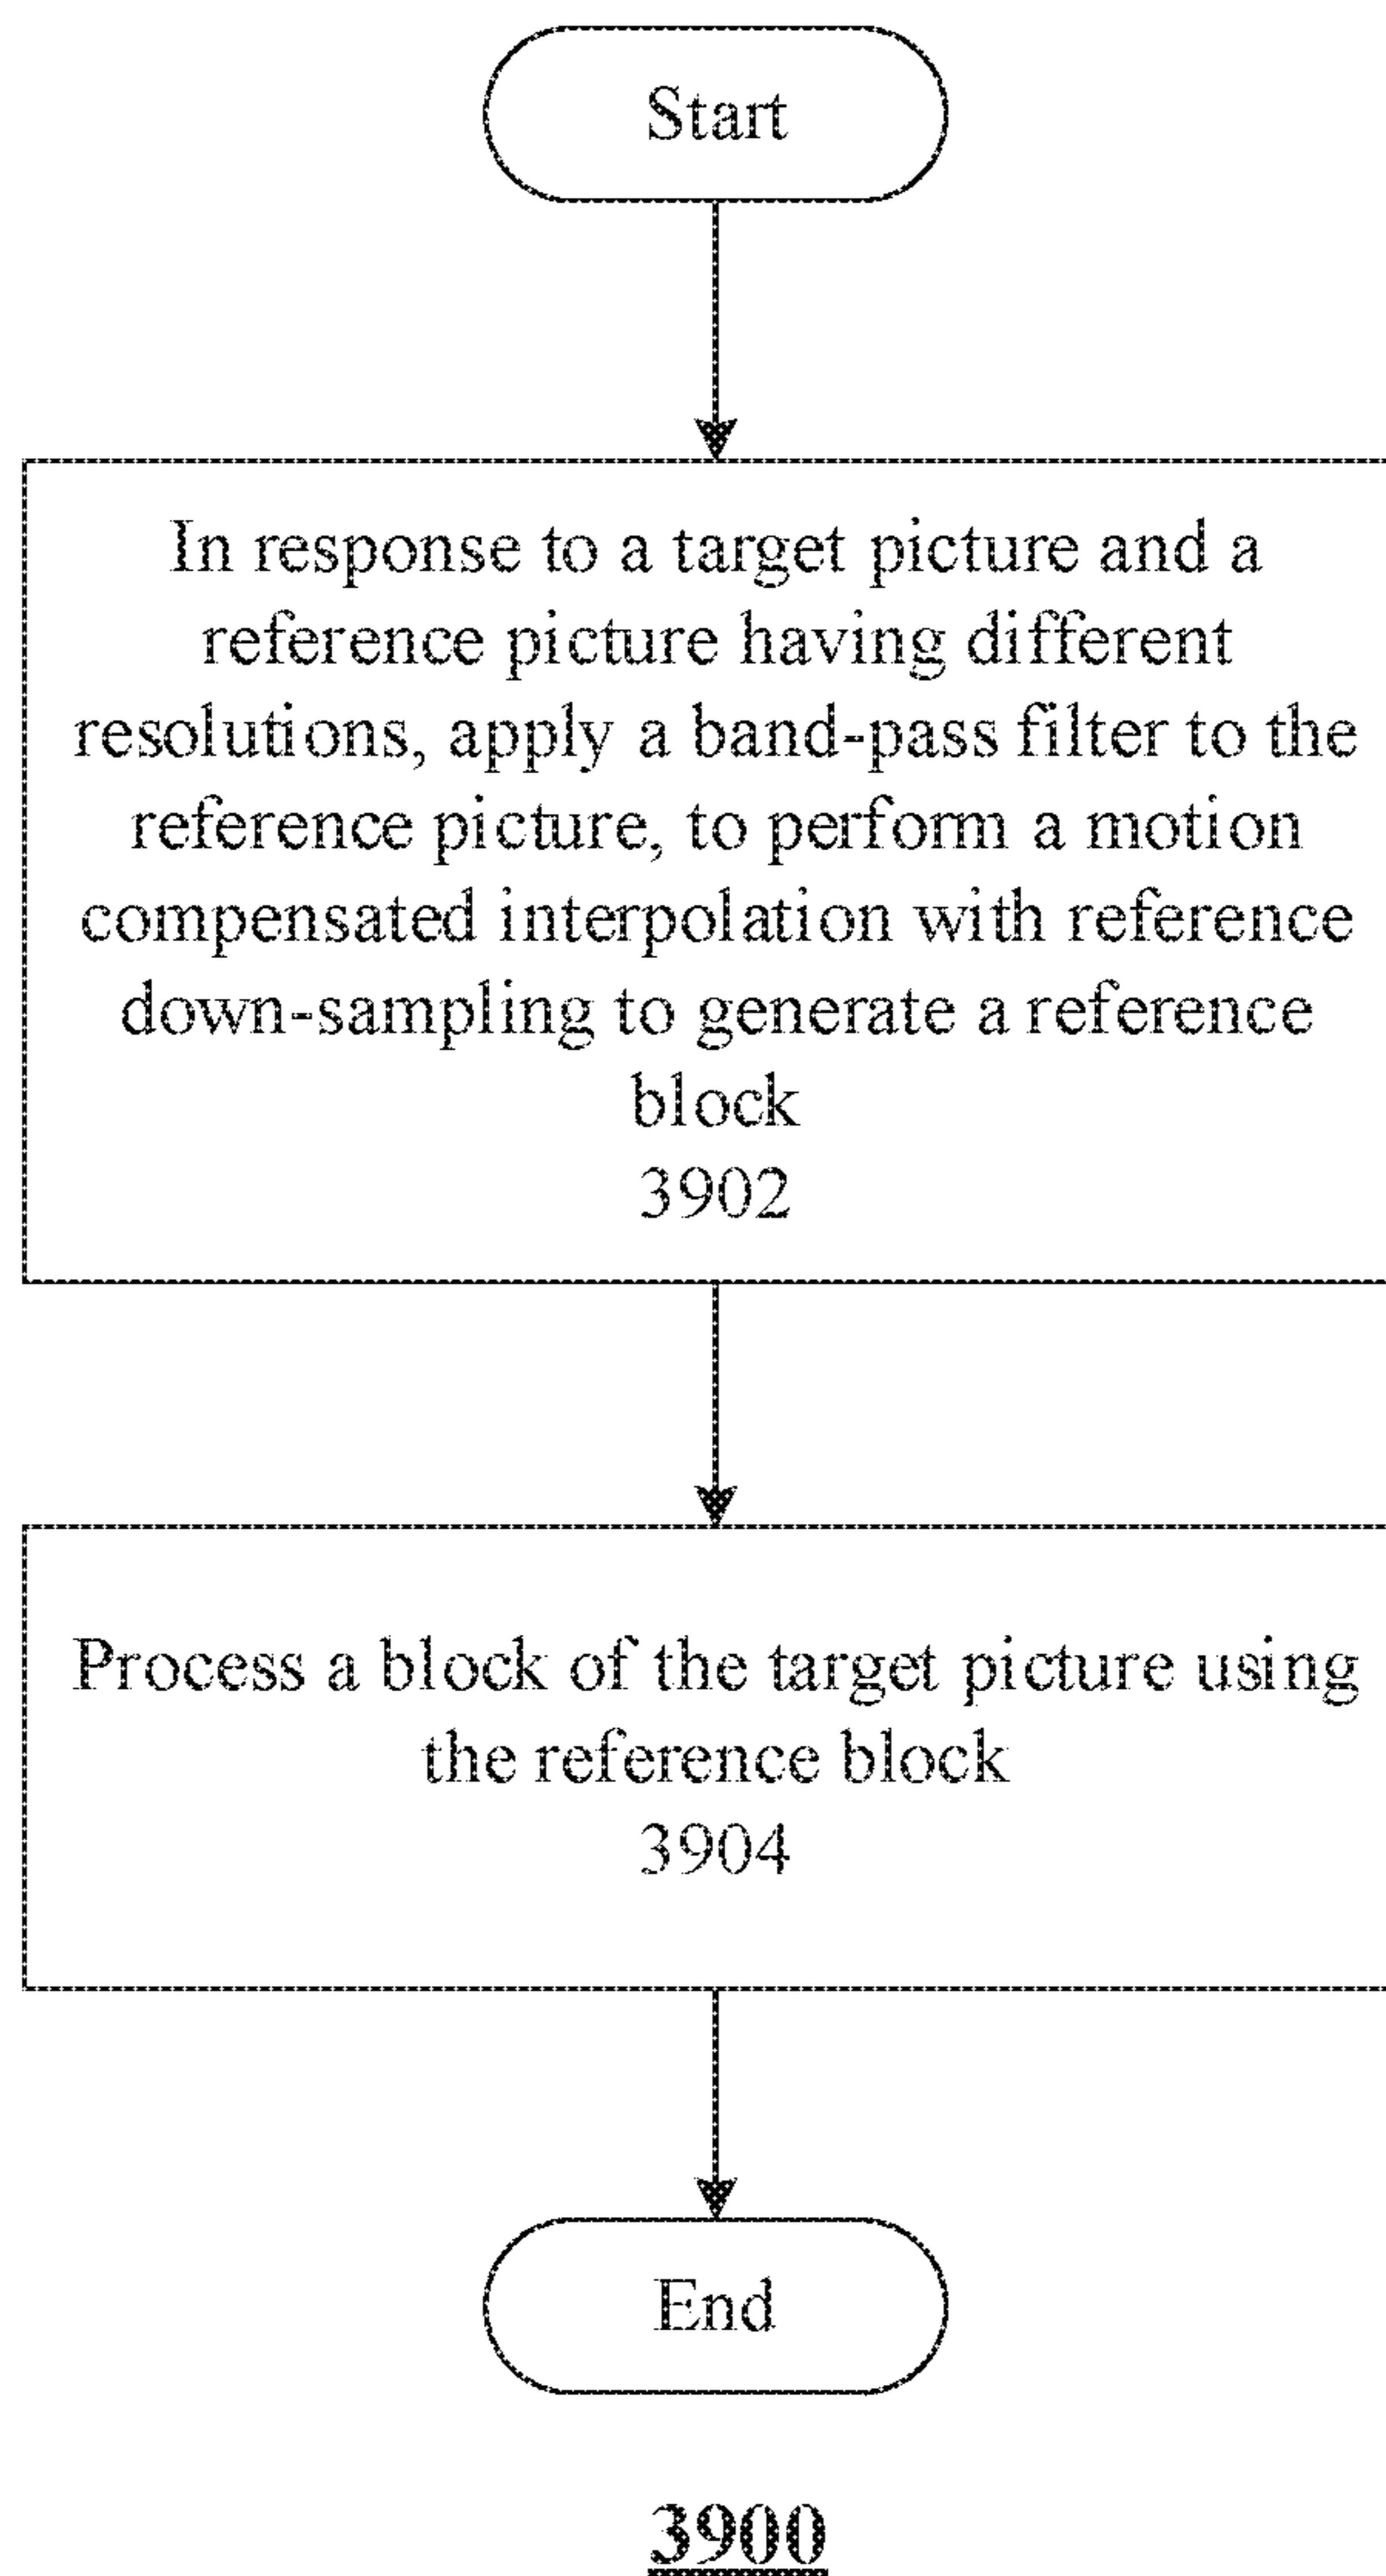 Start
In response to a target picture and a
reference picture having different
resolutions, apply a band-pass filter to the
reference picture, to perform a motion
compensated interpolation with reference
down-sampling to generate a reference
block
3902
Process a block of the target picture using
the reference block
3904
End
3900